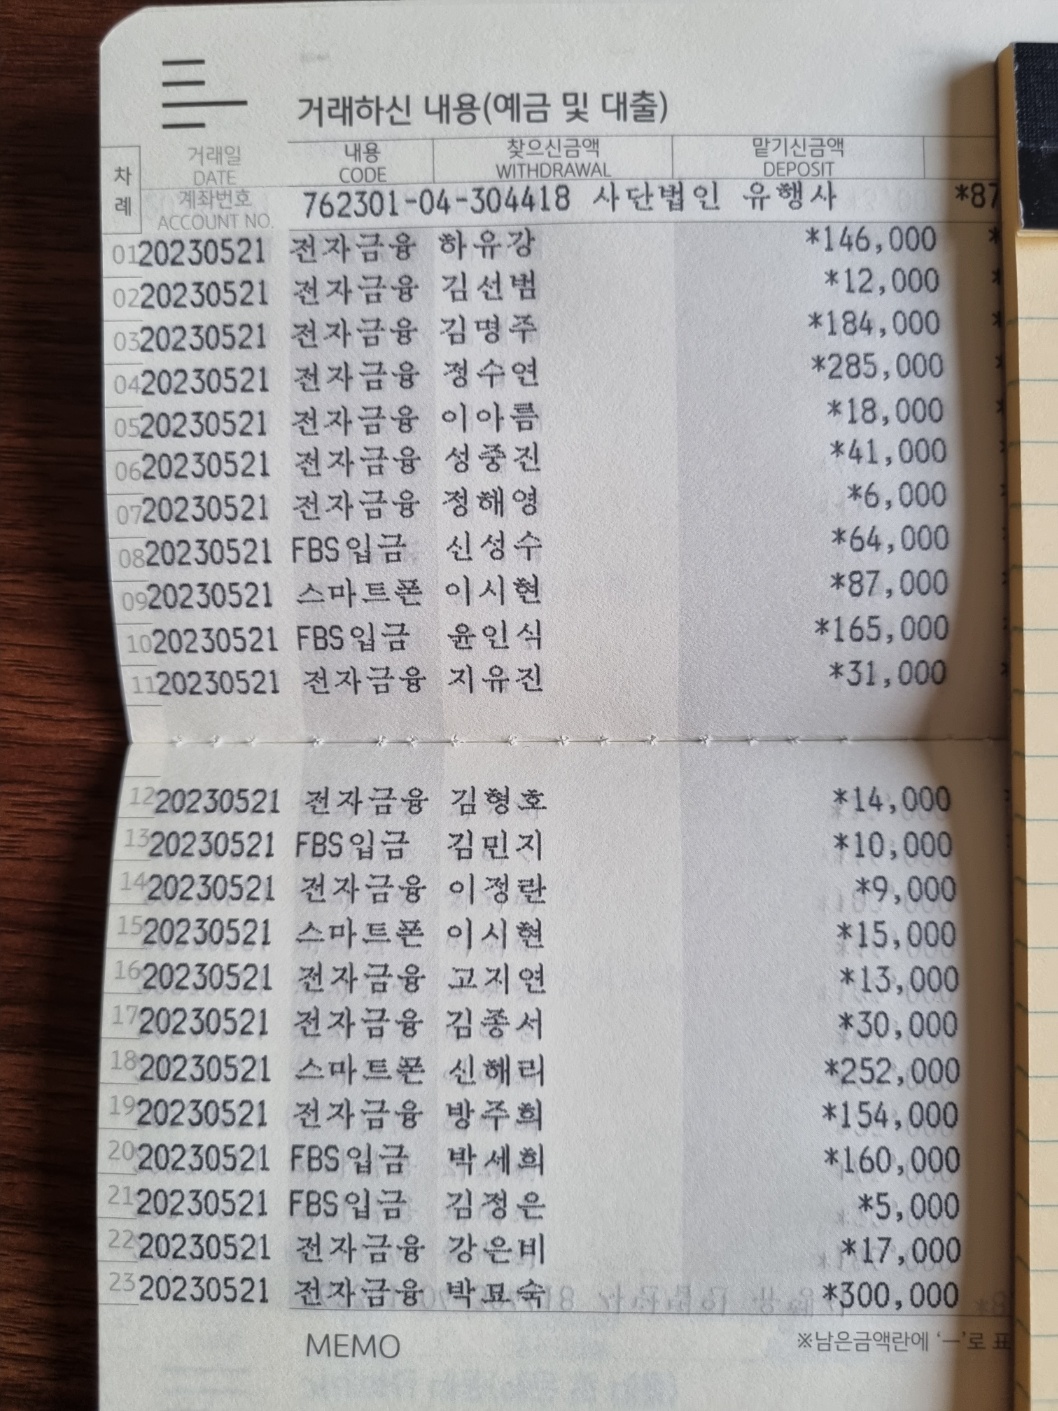 거래하신 내용(예금 및 대출)
차례 거래일 DATE 내용 CODE 찾으신금액 WITHDRAWAL 맡기신금액 DEPOSIT
계좌번호 ACCOUNT NO. 762301-04-304418 사단법인 유행사 *87
01 20230521 전자금융 하유강 *146,000
02 20230521 전자금융 김선범 *12,000
03 20230521 전자금융 김명주 *184,000
04 20230521 전자금융 정수연 *285,000
05 20230521 전자금융 이아름 *18,000
06 20230521 전자금융 성중진 *41,000
07 20230521 전자금융 정해영 *6,000
08 20230521 FBS입금 신성수 *64,000
09 20230521 스마트폰 이시현 *87,000
10 20230521 FBS입금 윤인식 *165,000
11 20230521 전자금융 지유진 *31,000
12 20230521 전자금융 김형호 *14,000
13 20230521 FBS입금 김민지 *10,000
14 20230521 전자금융 이정란 *9,000
15 20230521 스마트폰 이시현 *15,000
16 20230521 전자금융 고지연 *13,000
17 20230521 전자금융 김종서 *30,000
18 20230521 스마트폰 신해리 *252,000
19 20230521 전자금융 방주희 *154,000
20 20230521 FBS입금 박세희 *160,000
21 20230521 FBS입금 김정은 *5,000
22 20230521 전자금융 강은비 *17,000
23 20230521 전자금융 박묘숙 *300,000
MEMO ※남은금액란에 '—'로 표